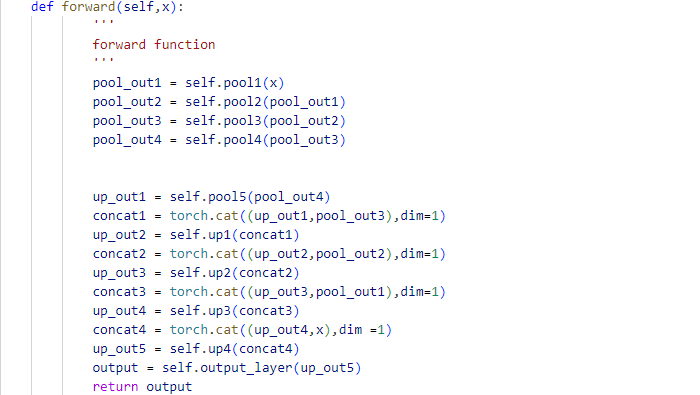 def forward(self,x):
'''
forward function
'''
pool_out1 = self.pool1(x)
pool_out2 = self.pool2(pool_out1)
pool_out3 = self.pool3(pool_out2)
pool_out4 = self.pool4(pool_out3)
up_out1 = self.pool5(pool_out4)
concat1 = torch.cat((up_out1,pool_out3),dim=1)
up_out2 = self.up1(concat1)
concat2 = torch.cat((up_out2,pool_out2),dim=1)
up_out3 = self.up2(concat2)
concat3 = torch.cat((up_out3,pool_out1),dim=1)
up_out4 = self.up3(concat3)
concat4 = torch.cat((up_out4,x),dim =1)
up_out5 = self.up4(concat4)
output = self.output_layer(up_out5)
return output